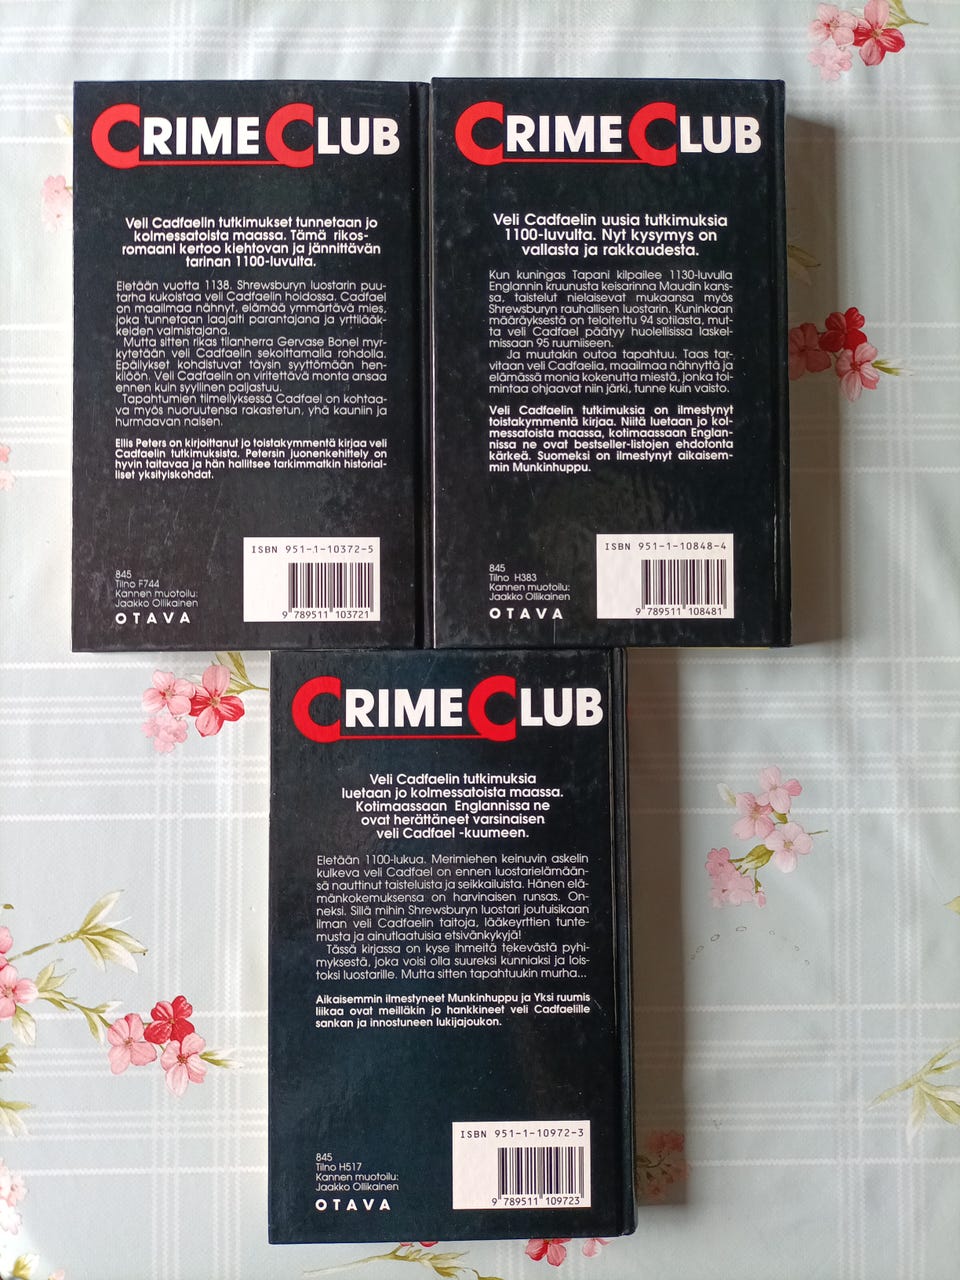 CRIME CLUB
Veli Cadfaelin tutkimukset tunnetaan jo
kolmessatoista maassa. Tämä rikos-
romaani kertoo kiehtovan ja jännittävän
tarinan 1100-luvulta.
Eletään vuotta 1138. Shrewsburyn luostarin puu-
tarha kukoistaa veli Cadfaelin hoidossa. Cadfael
on maailmaa nähnyt, elämää ymmärtävä mies,
joka tunnetaan laajalti parantajana ja yrttilääk-
keiden valmistajana.
Mutta sitten rikas tilanherra Gervase Bonel myr-
kytetään veli Cadfaelin sekoittamalla rohdolla.
Epäilykset kohdistuvat täysin syyttömään hen-
kilöön. Veli Cadfaelin on viritettävä monta ansaa
ennen kuin syyllinen paljastuu.
Tapahtumien tiimellyksessä Cadfael on kohtaa-
va myös nuoruutensa rakastetun, yhä kauniin ja
hurmaavan naisen.
Ellis Peters on kirjoittanut jo toistakymmentä kirjaa veli
Cadfaelin tutkimuksista. Petersin juonenkehittely on
hyvin taitavaa ja hän hallitsee tarkimmatkin historial-
liset yksityiskohdat.
ISBN 951-1-10372-5
845
Tilno F744
Kannen muotoilu:
Jaakko Ollikainen
OTAVA
9 789511 103721
CRIME CLUB
Veli Cadfaelin uusia tutkimuksia
1100-luvulta. Nyt kysymys on
vallasta ja rakkaudesta.
Kun kuningas Tapani kilpailee 1130-luvulla
Englannin kruunusta keisarinna Maudin kans-
sa, taistelut nielaisevat mukaansa myös
Shrewsburyn rauhallisen luostarin. Kuninkaan
määräyksestä on teloitettu 94 sotilasta, mut-
ta veli Cadfael päätyy huolellisissa laskel-
missaan 95 ruumiiseen.
Ja muutakin outoa tapahtuu. Taas tar-
vitaan veli Cadfaelia, maailmaa nähnyttä ja
elämässä monia kokenutta miestä, jonka toi-
mintaa ohjaavat niin järki, tunne kuin vaisto.
Veli Cadfaelin tutkimuksia on ilmestynyt
toistakymmentä kirjaa. Niitä luetaan jo kol-
messatoista maassa, kotimaassaan Englan-
nissa ne ovat bestseller-listojen ehdotonta
kärkeä. Suomeksi on ilmestynyt aikaisem-
min Munkinhuppu.
ISBN 951-1-10848-4
845
Tilno H383
Kannen muotoilu:
Jaakko Ollikainen
OTAVA
9 789511 108481
CRIME CLUB
Veli Cadfaelin tutkimuksia
luetaan jo kolmessatoista maassa.
Kotimaassaan Englannissa ne
ovat herättäneet varsinaisen
veli Cadfael -kuumeen.
Eletään 1100-lukua. Merimiehen keinuvin askelin
kulkeva veli Cadfael on ennen luostarielämään-
sä nauttinut taisteluista ja seikkailuista. Hänen elä-
mänkokemuksensa on harvinaisen runsas. On-
neksi. Sillä mihin Shrewsburyn luostari joutuisikaan
ilman veli Cadfaelin taitoja, lääkeyrttien tunte-
musta ja ainutlaatuisia etsivänkykyjä!
Tässä kirjassa on kyse ihmeitä tekevästä pyhi-
myksestä, joka voisi olla suureksi kunniaksi ja lois-
toksi luostarille. Mutta sitten tapahtuukin murha...
Aikaisemmin ilmestyneet Munkinhuppu ja Yksi ruumis
liikaa ovat meilläkin jo hankkineet veli Cadfaelille
sankan ja innostuneen lukijajoukon.
ISBN 951-1-10972-3
845
Tilno H517
Kannen muotoilu:
Jaakko Ollikainen
OTAVA
9 789511 109723